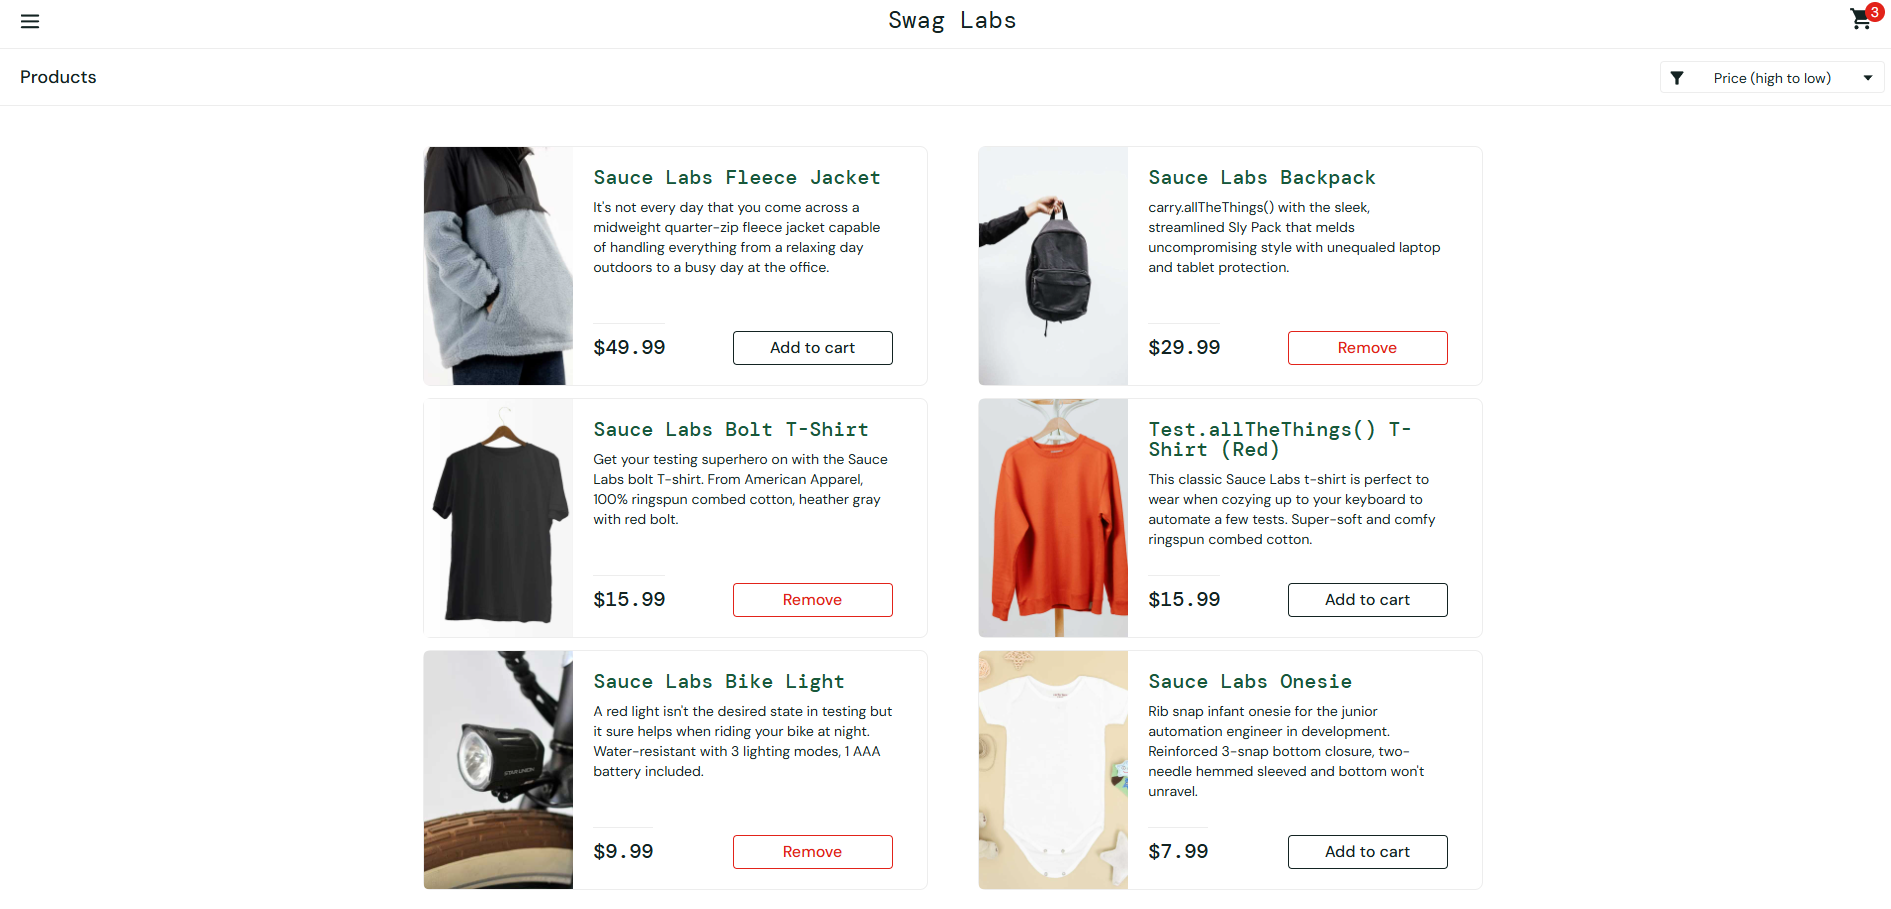 Swag Labs
3
Products
Price (high to low)
Sauce Labs Fleece Jacket
It's not every day that you come across a
midweight quarter-zip fleece jacket capable
of handling everything from a relaxing day
outdoors to a busy day at the office.
$49.99
Add to cart
Sauce Labs Backpack
carry.allTheThings() with the sleek,
streamlined Sly Pack that melds
uncompromising style with unequaled laptop
and tablet protection.
$29.99
Remove
Sauce Labs Bolt T-Shirt
Get your testing superhero on with the Sauce
Labs bolt T-shirt. From American Apparel,
100% ringspun combed cotton, heather gray
with red bolt.
$15.99
Remove
Test.allTheThings() T-
Shirt (Red)
This classic Sauce Labs t-shirt is perfect to
wear when cozying up to your keyboard to
automate a few tests. Super-soft and comfy
ringspun combed cotton.
$15.99
Add to cart
Sauce Labs Bike Light
A red light isn't the desired state in testing but
it sure helps when riding your bike at night.
Water-resistant with 3 lighting modes, 1 AAA
battery included.
$9.99
Remove
STAR UNION
Sauce Labs Onesie
Rib snap infant onesie for the junior
automation engineer in development.
Reinforced 3-snap bottom closure, two-
needle hemmed sleeved and bottom won't
unravel.
$7.99
Add to cart